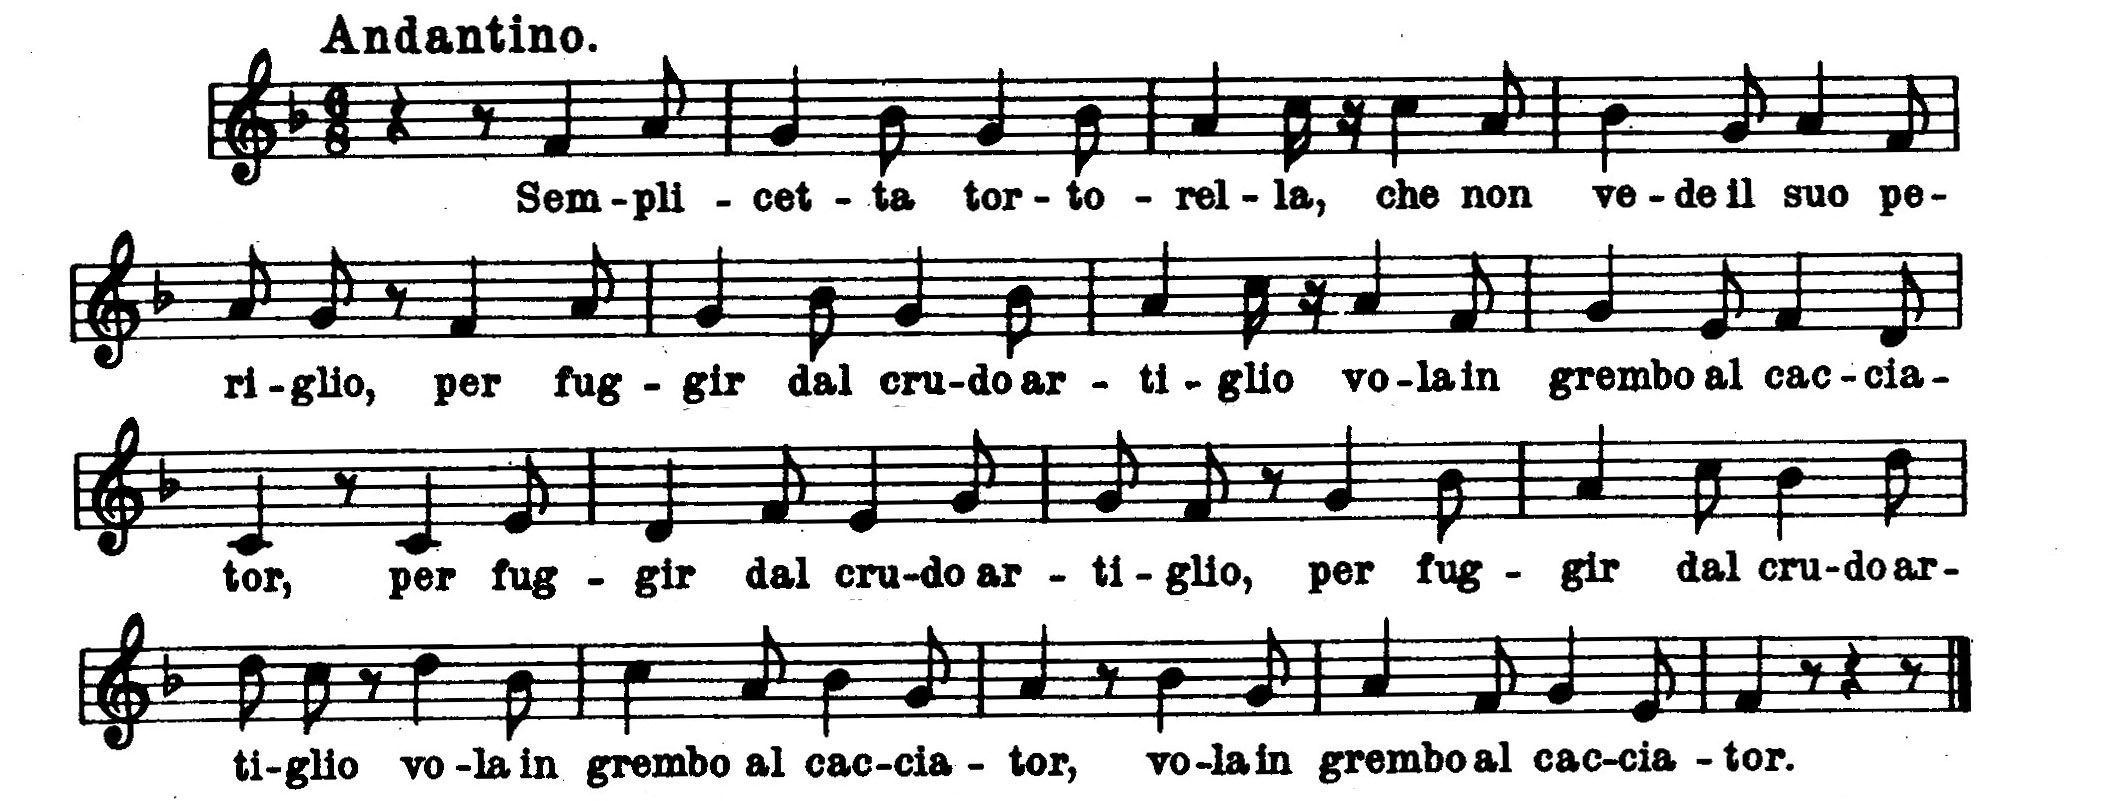 Andantino.
6
8
Sem - pli - cet - ta tor - to - rel - la, che non ve - de il suo pe -
ri - glio, per fug - gir dal cru - do ar - ti - glio vo - la in grembo al cac - cia -
tor, per fug - gir dal cru - do ar - ti - glio, per fug - gir dal cru - do ar -
ti - glio vo - la in grembo al cac - cia - tor, vo - la in grembo al cac - cia - tor.